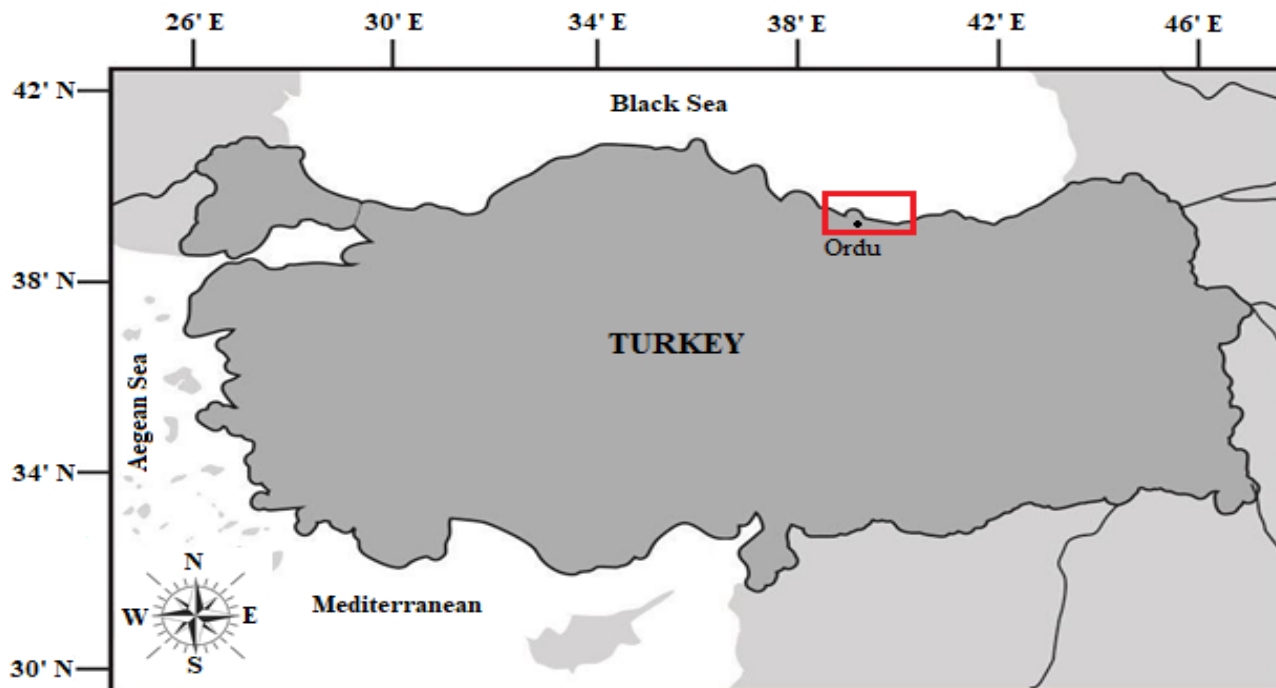 26' E
30' E
34' E
38' E
42' E
46' E
42' N
Black Sea
Ordu
38' N
TURKEY
Aegean Sea
34' N
N
W
E
S
Mediterranean
30' N